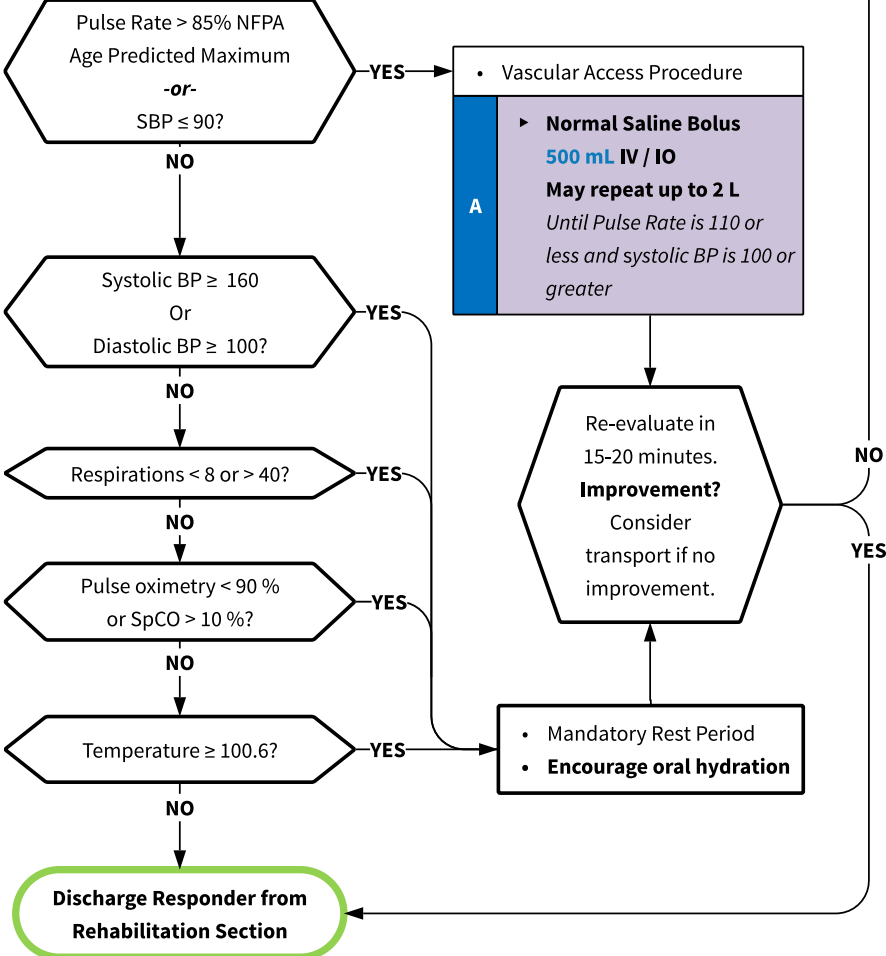 Pulse Rate > 85% NFPA
Age Predicted Maximum
-or-
SBP ≤ 90?
YES
• Vascular Access Procedure
A
▸ Normal Saline Bolus
500 mL IV / IO
May repeat up to 2 L
Until Pulse Rate is 110 or
less and systolic BP is 100 or
greater
NO
Systolic BP ≥ 160
Or
Diastolic BP ≥ 100?
YES
NO
Respirations < 8 or > 40?
YES
NO
Pulse oximetry < 90 %
or SpCO > 10 %?
YES
NO
Temperature ≥ 100.6?
YES
• Mandatory Rest Period
• Encourage oral hydration
Re-evaluate in
15-20 minutes.
Improvement?
Consider
transport if no
improvement.
NO
YES
NO
Discharge Responder from
Rehabilitation Section